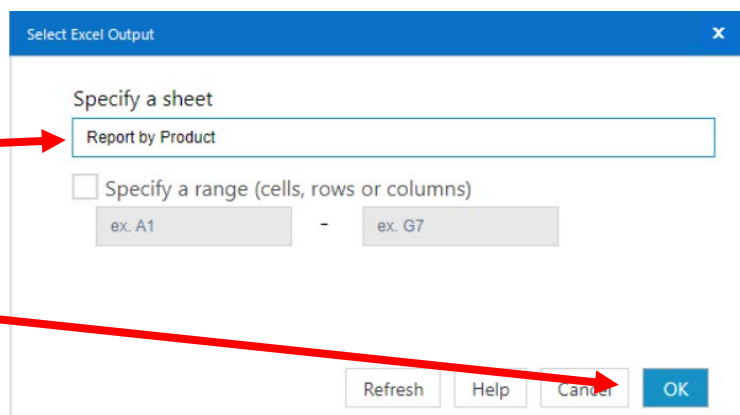 Select Excel Output x
Specify a sheet
Report by Product
Specify a range (cells, rows or columns)
ex. A1 - ex. G7
Refresh Help Cancel OK